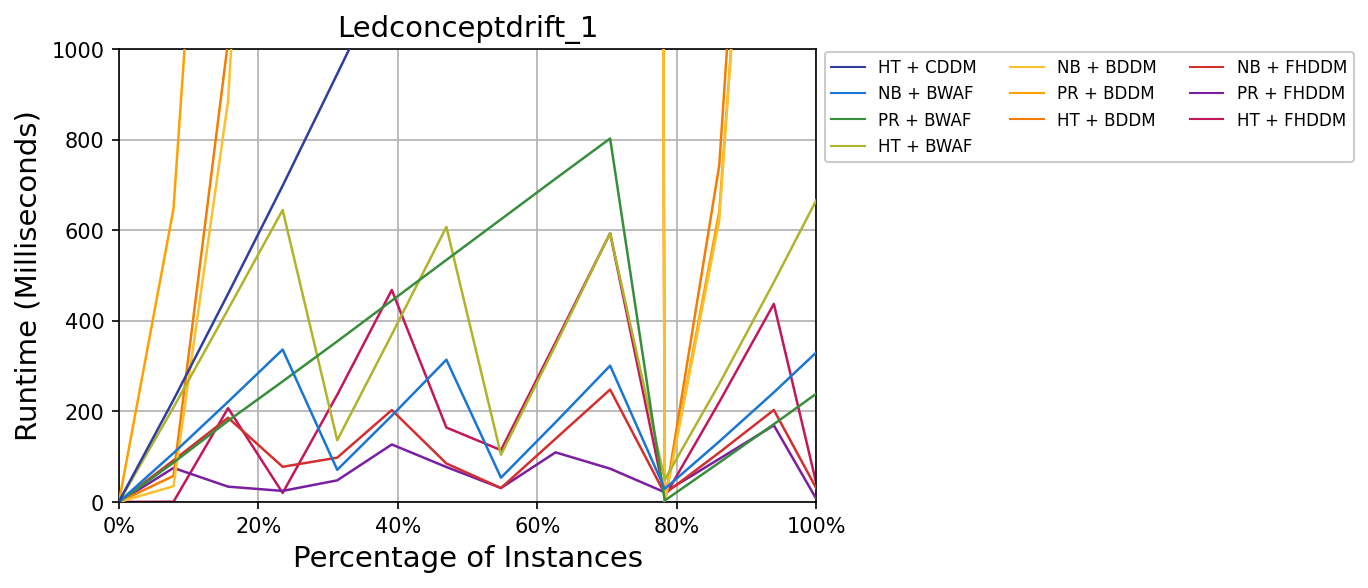 Ledconceptdrift_1
Runtime (Milliseconds)
1000
800
600
400
200
0
0% 20% 40% 60% 80% 100%
Percentage of Instances
HT + CDDM NB + BDDM NB + FHDDM
NB + BWAF PR + BDDM PR + FHDDM
PR + BWAF HT + BDDM HT + FHDDM
HT + BWAF